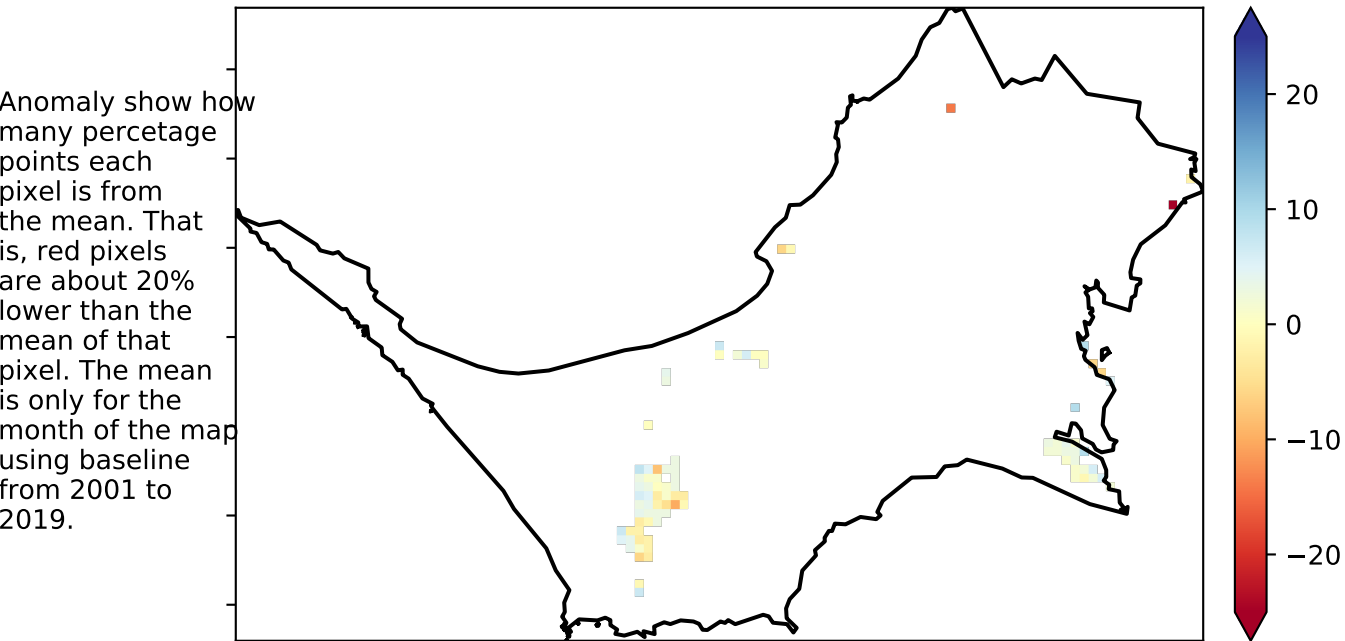 Anomaly show how
many percetage
points each
pixel is from
the mean. That
is, red pixels
are about 20%
lower than the
mean of that
pixel. The mean
is only for the
month of the map
using baseline
from 2001 to
2019.
20
10
0
−10
−20